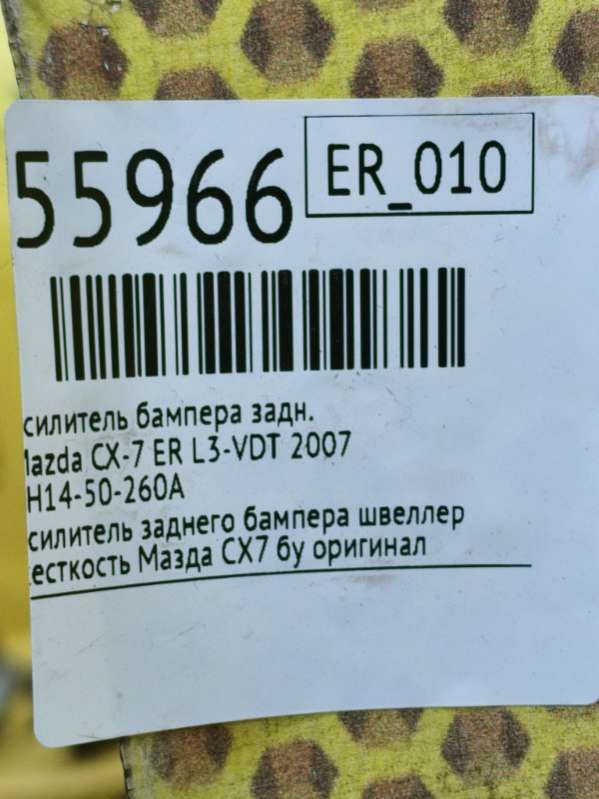 55966
ER_010
силитель бампера задн.
lazda CX-7 ER L3-VDT 2007
H14-50-260A
силитель заднего бампера швеллер
есткость Мазда CX7 бу оригинал